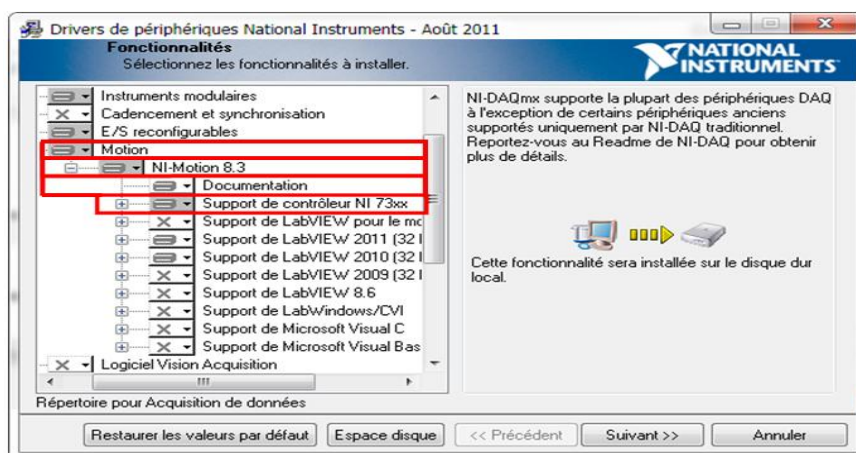 Drivers de périphériques National Instruments - Août 2011
Fonctionnalités
Sélectionnez les fonctionnalités à installer.
NATIONAL
INSTRUMENTS
Instruments modulaires
Cadencement et synchronisation
E/S reconfigurables
Motion
NI-Motion 8.3
Documentation
Support de contrôleur NI 73xx
Support de LabVIEW pour le mc
Support de LabVIEW 2011 (32 l
Support de LabVIEW 2010 (32 l
Support de LabVIEW 2009 (32 l
Support de LabVIEW 8.6
Support de LabWindows/CVI
Support de Microsoft Visual C
Support de Microsoft Visual Bas
Logiciel Vision Acquisition
NI-DAQmx supporte la plupart des périphériques DAQ
à l'exception de certains périphériques anciens
supportés uniquement par NI-DAQ traditionnel.
Reportez-vous au Readme de NI-DAQ pour obtenir
plus de détails.
Cette fonctionnalité sera installée sur le disque dur
local.
Répertoire pour Acquisition de données
Restaurer les valeurs par défaut
Espace disque
<< Précédent
Suivant >>
Annuler